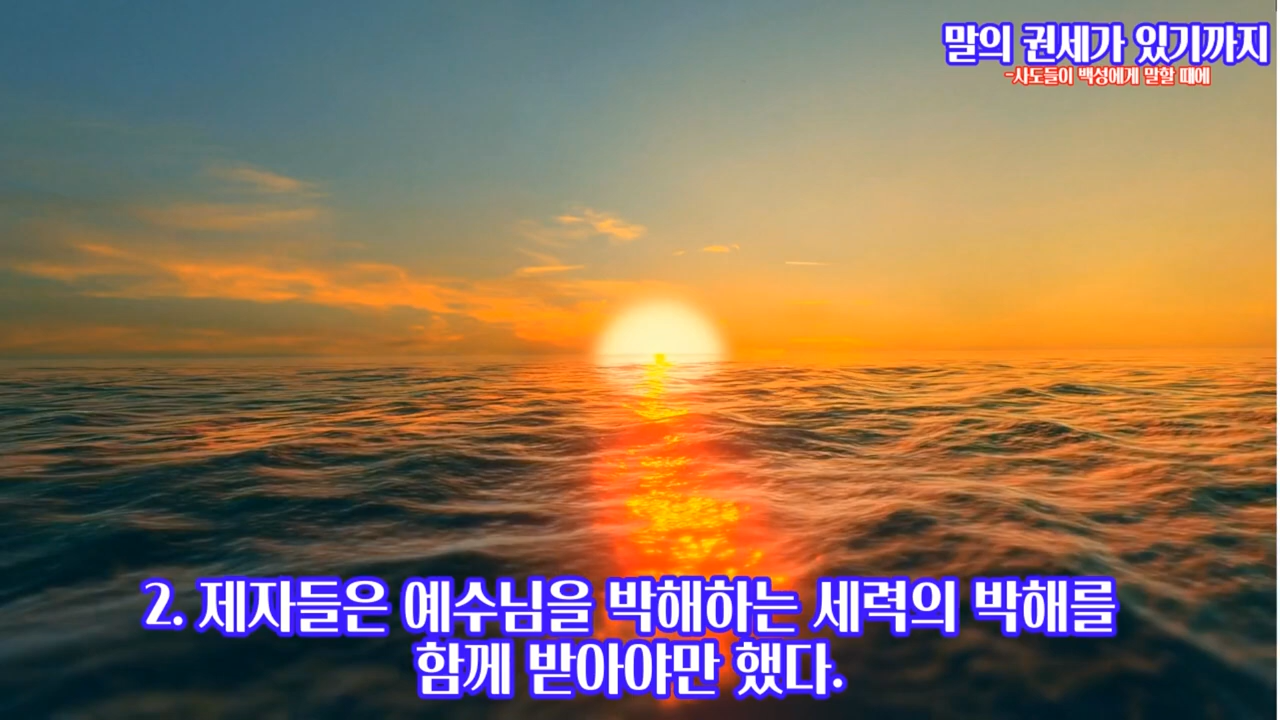 말의 권세가 있기까지
-사도들이 백성에게 말할 때에
2. 제자들은 예수님을 박해하는 세력의 박해를
함께 받아야만 했다.